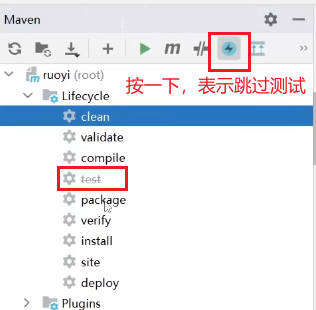 Maven
m
ruoyi (root)
按一下，表示跳过测试
Lifecycle
clean
validate
compile
test
package
verify
install
site
deploy
Plugins